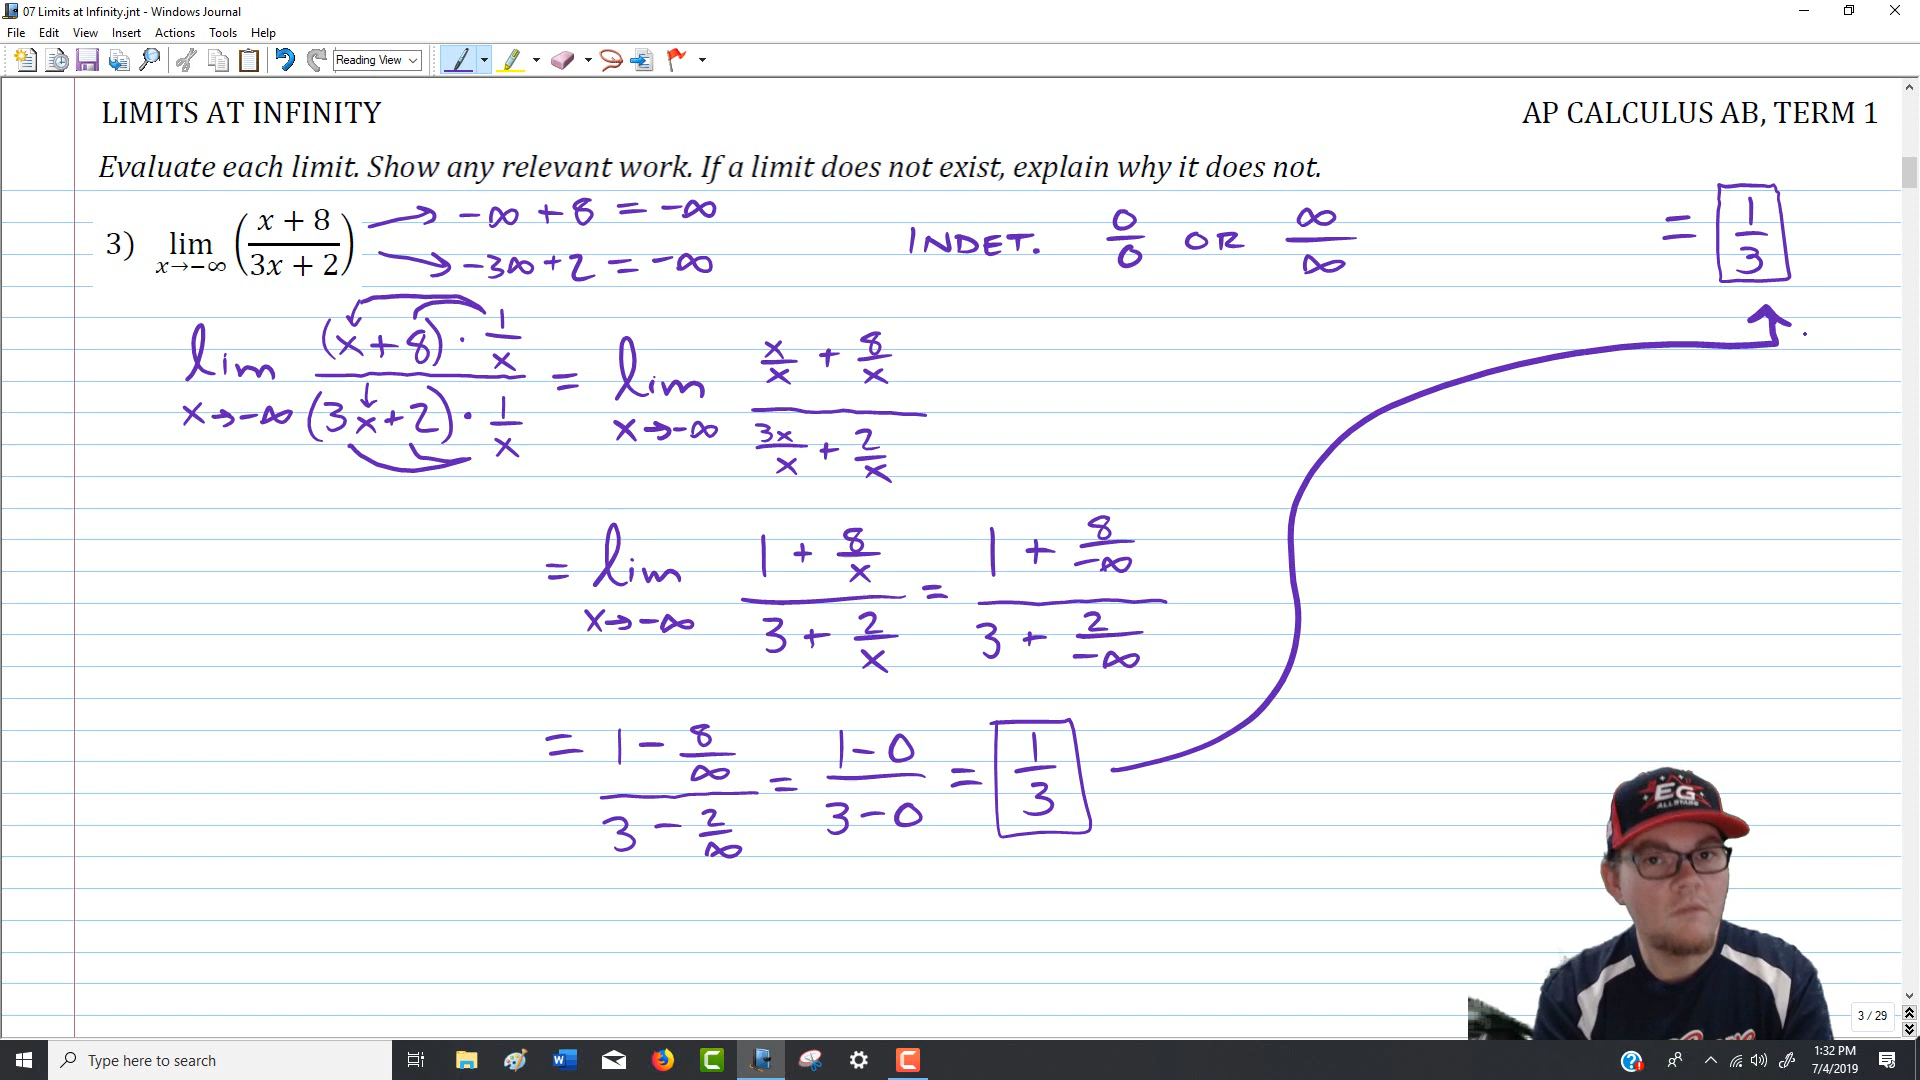 07 Limits at Infinity.jnt - Windows Journal
File Edit View Insert Actions Tools Help
Reading View
LIMITS AT INFINITY AP CALCULUS AB, TERM 1
Evaluate each limit. Show any relevant work. If a limit does not exist, explain why it does not.
3) lim x→-∞ ((x + 8)/(3x + 2)) → -∞ + 8 = -∞ → -3∞ + 2 = -∞ INDET. 0/0 OR ∞/∞ = 1/3
lim x→-∞ ((x + 8) · 1/x)/((3x + 2) · 1/x) = lim x→-∞ (x/x + 8/x)/(3x/x + 2/x)
= lim x→-∞ (1 + 8/x)/(3 + 2/x) = (1 + 8/-∞)/(3 + 2/-∞)
= (1 - 8/∞)/(3 - 2/∞) = (1 - 0)/(3 - 0) = 1/3
EG
ALLSTARS
3 / 29
Type here to search
1:32 PM
7/4/2019